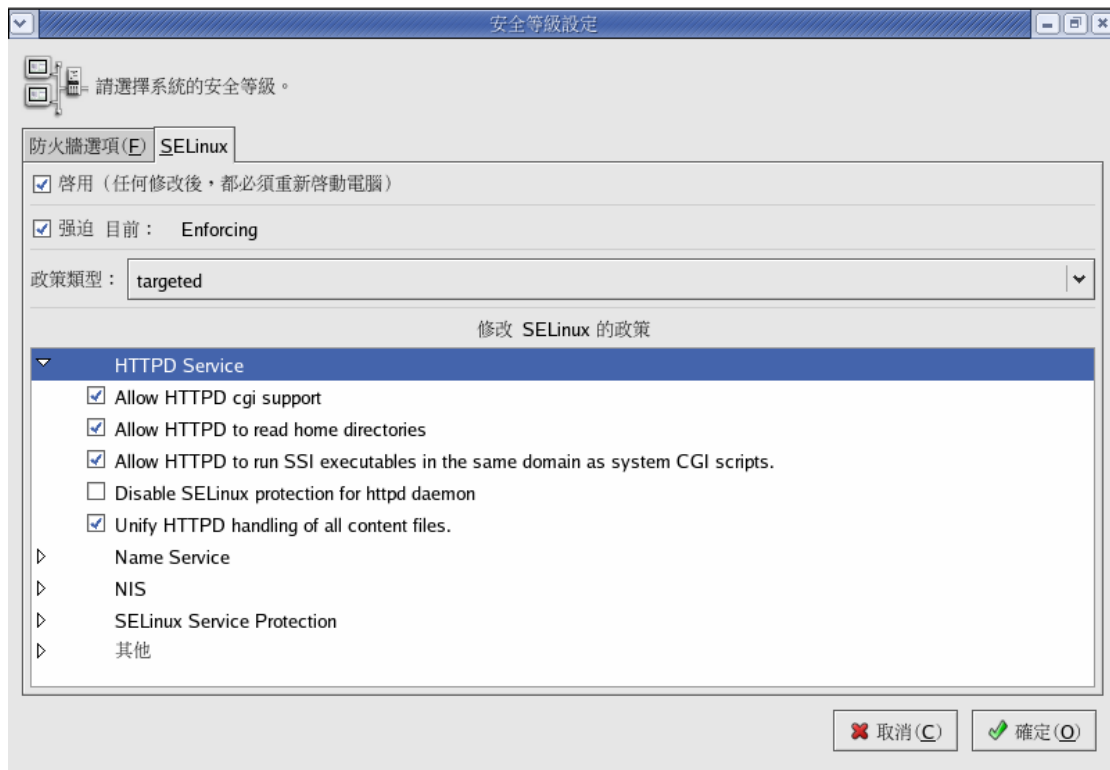 安全等級設定
請選擇系統的安全等級。
防火牆選項(F) SELinux
啓用（任何修改後，都必須重新啓動電腦）
强迫 目前： Enforcing
政策類型： targeted
修改 SELinux 的政策
HTTPD Service
Allow HTTPD cgi support
Allow HTTPD to read home directories
Allow HTTPD to run SSI executables in the same domain as system CGI scripts.
Disable SELinux protection for httpd daemon
Unify HTTPD handling of all content files.
Name Service
NIS
SELinux Service Protection
其他
取消(C) 確定(O)